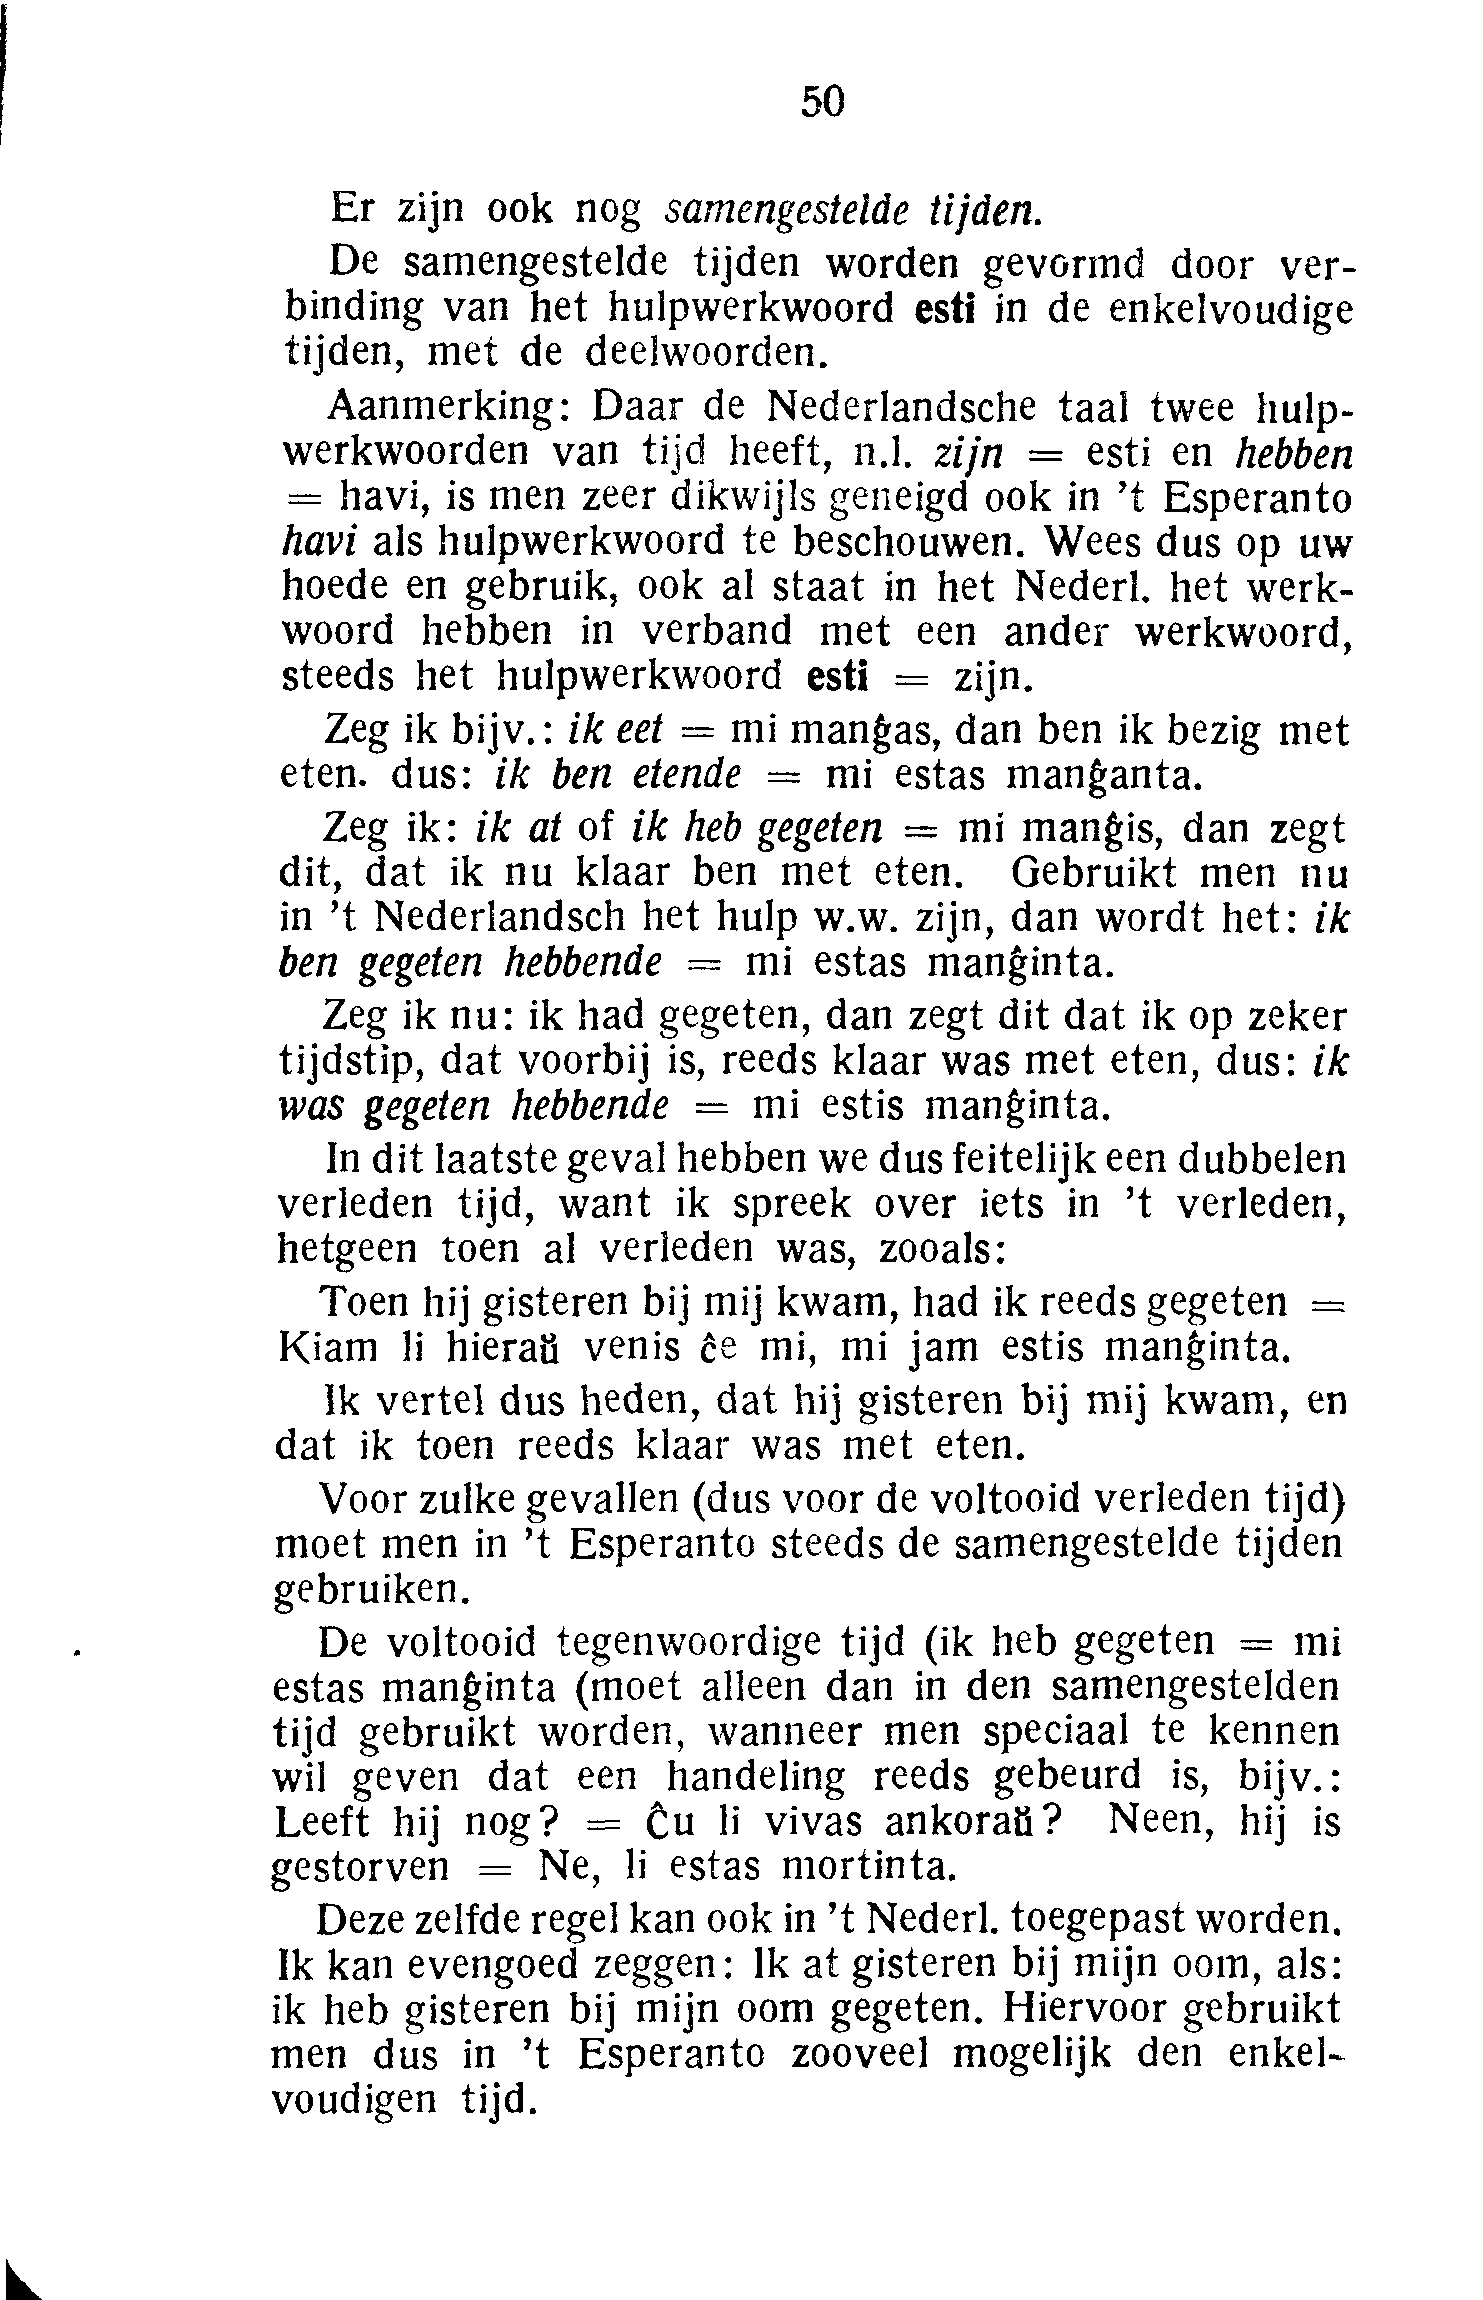 50
Er zijn ook nog samengestelde tijden.
De samengestelde tijden worden gevormd door ver-
binding van het hulpwerkwoord esti in de enkelvoudige
tijden, met de deelwoorden.
Aanmerking: Daar de Nederlandsche taal twee hulp-
werkwoorden van tijd heeft, n.l. zijn = esti en hebben
= havi, is men zeer dikwijls geneigd ook in 't Esperanto
havi als hulpwerkwoord te beschouwen. Wees dus op uw
hoede en gebruik, ook al staat in het Nederl. het werk-
woord hebben in verband met een ander werkwoord,
steeds het hulpwerkwoord esti = zijn.
Zeg ik bijv.: ik eet = mi manĝas, dan ben ik bezig met
eten. dus: ik ben etende = mi estas manĝanta.
Zeg ik: ik at of ik heb gegeten = mi manĝis, dan zegt
dit, dat ik nu klaar ben met eten. Gebruikt men nu
in 't Nederlandsch het hulp w.w. zijn, dan wordt het: ik
ben gegeten hebbende = mi estas manĝinta.
Zeg ik nu: ik had gegeten, dan zegt dit dat ik op zeker
tijdstip, dat voorbij is, reeds klaar was met eten, dus: ik
was gegeten hebbende = mi estis manĝinta.
In dit laatste geval hebben we dus feitelijk een dubbelen
verleden tijd, want ik spreek over iets in 't verleden,
hetgeen toen al verleden was, zooals:
Toen hij gisteren bij mij kwam, had ik reeds gegeten =
Kiam li hieraŭ venis ĉe mi, mi jam estis manĝinta.
Ik vertel dus heden, dat hij gisteren bij mij kwam, en
dat ik toen reeds klaar was met eten.
Voor zulke gevallen (dus voor de voltooid verleden tijd)
moet men in 't Esperanto steeds de samengestelde tijden
gebruiken.
De voltooid tegenwoordige tijd (ik heb gegeten = mi
estas manĝinta (moet alleen dan in den samengestelden
tijd gebruikt worden, wanneer men speciaal te kennen
wil geven dat een handeling reeds gebeurd is, bijv.:
Leeft hij nog? = Ĉu li vivas ankoraŭ? Neen, hij is
gestorven = Ne, li estas mortinta.
Deze zelfde regel kan ook in 't Nederl. toegepast worden.
Ik kan evengoed zeggen: Ik at gisteren bij mijn oom, als:
ik heb gisteren bij mijn oom gegeten. Hiervoor gebruikt
men dus in 't Esperanto zooveel mogelijk den enkel-
voudigen tijd.